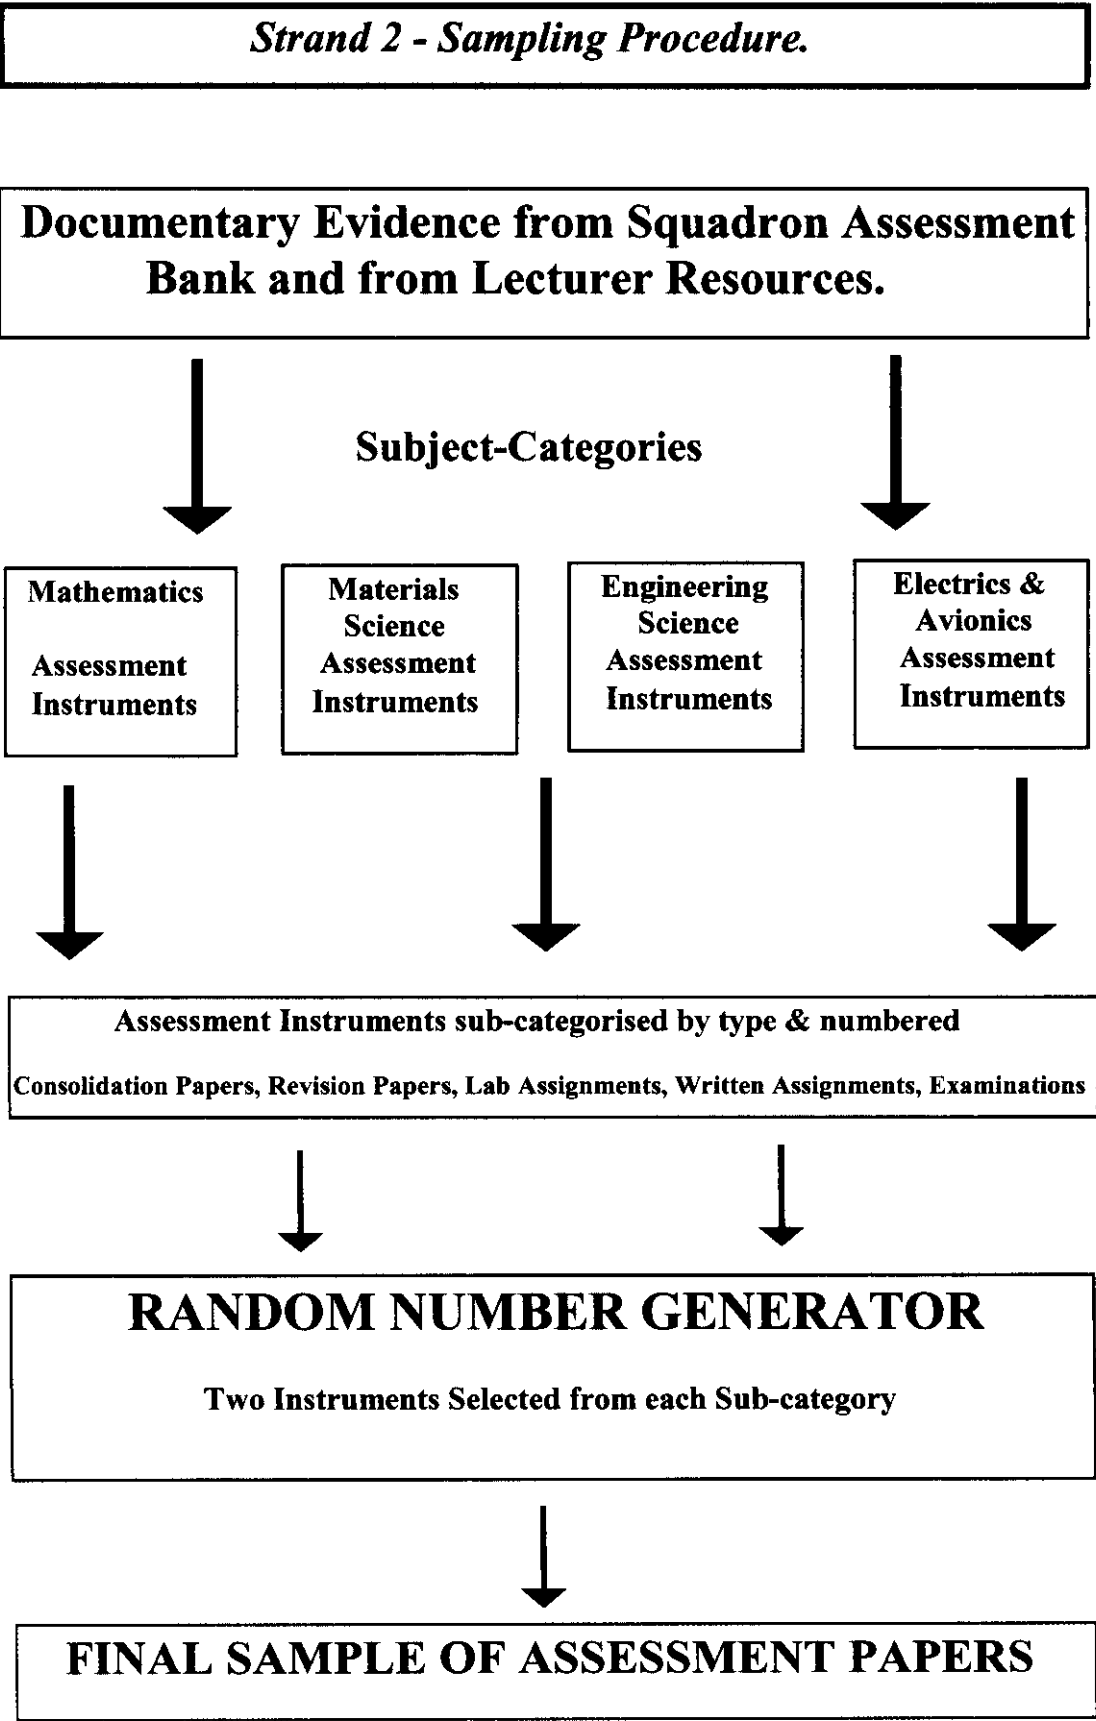 Strand 2 - Sampling Procedure.
Documentary Evidence from Squadron Assessment
Bank and from Lecturer Resources.
Subject-Categories
Mathematics
Assessment
Instruments
Materials
Science
Assessment
Instruments
Engineering
Science
Assessment
Instruments
Electrics &
Avionics
Assessment
Instruments
Assessment Instruments sub-categorised by type & numbered
Consolidation Papers, Revision Papers, Lab Assignments, Written Assignments, Examinations
RANDOM NUMBER GENERATOR
Two Instruments Selected from each Sub-category
FINAL SAMPLE OF ASSESSMENT PAPERS